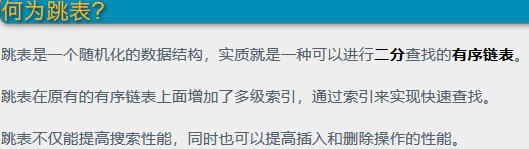 何为跳表?
跳表是一个随机化的数据结构，实质就是一种可以进行二分查找的有序链表。
跳表在原有的有序链表上面增加了多级索引，通过索引来实现快速查找。
跳表不仅能提高搜索性能，同时也可以提高插入和删除操作的性能。